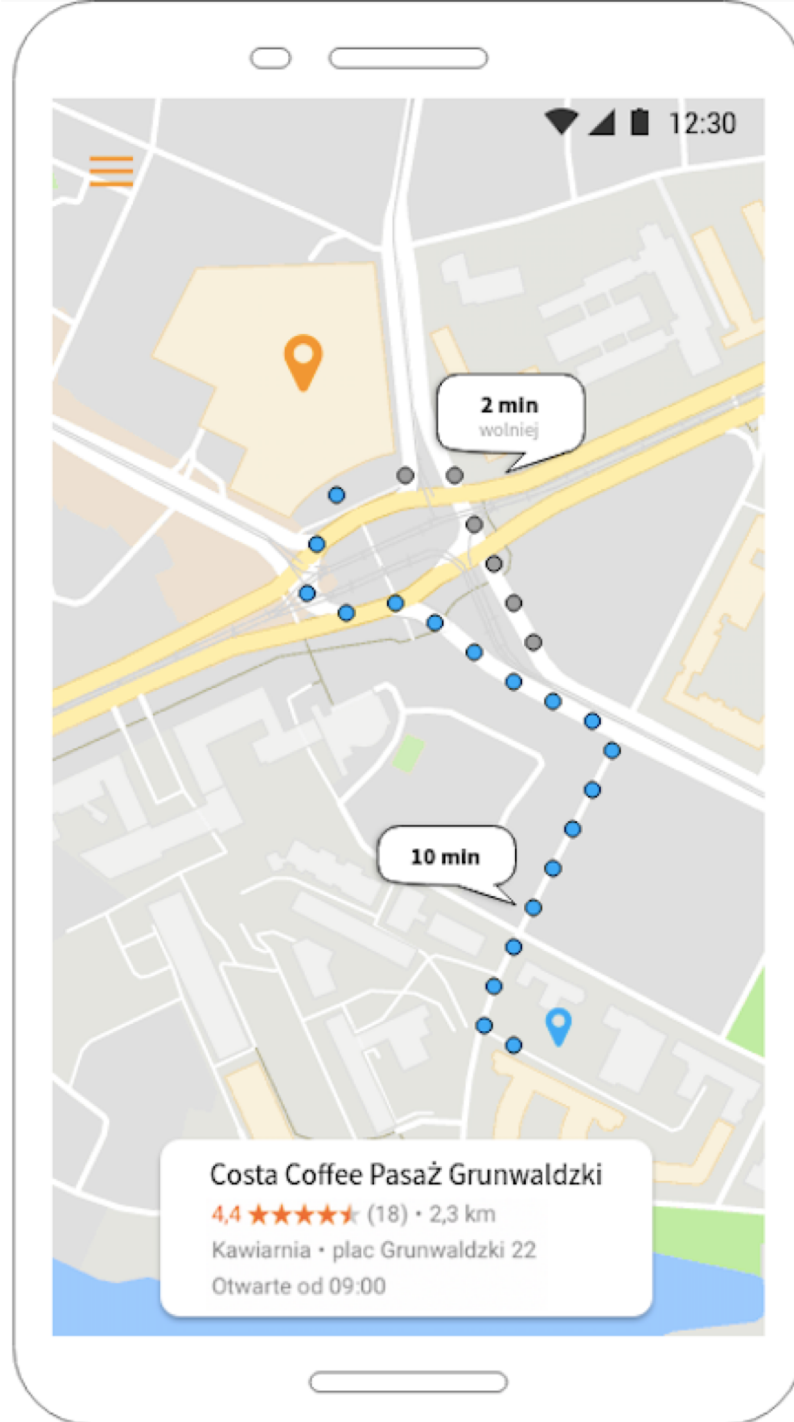 12:30
2 min
wolniej
10 min
Costa Coffee Pasaż Grunwaldzki
4,4 (18) • 2,3 km
Kawiarnia • plac Grunwaldzki 22
Otwarte od 09:00